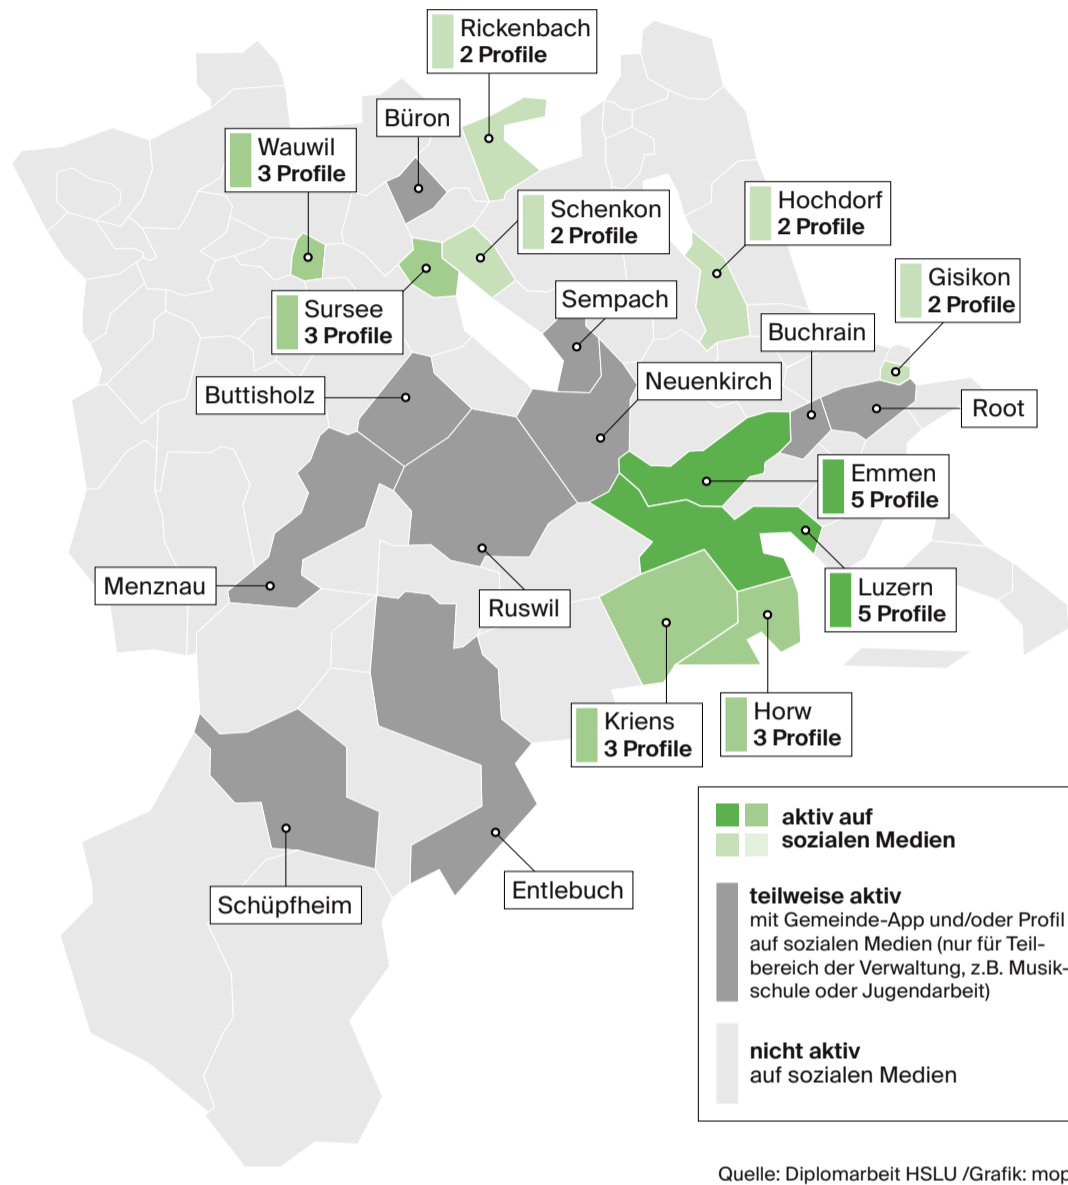 Rickenbach
2 Profile
Büron
Wauwil
3 Profile
Schenkon
2 Profile
Hochdorf
2 Profile
Gisikon
2 Profile
Sursee
3 Profile
Sempach
Buchrain
Neuenkirch
Buttisholz
Root
Emmen
5 Profile
Menznau
Ruswil
Luzern
5 Profile
Kriens
3 Profile
Horw
3 Profile
Schüpfheim
Entlebuch
aktiv auf
sozialen Medien
teilweise aktiv
mit Gemeinde-App und/oder Profil
auf sozialen Medien (nur für Teil-
bereich der Verwaltung, z.B. Musik-
schule oder Jugendarbeit)
nicht aktiv
auf sozialen Medien
Quelle: Diplomarbeit HSLU /Grafik: mop